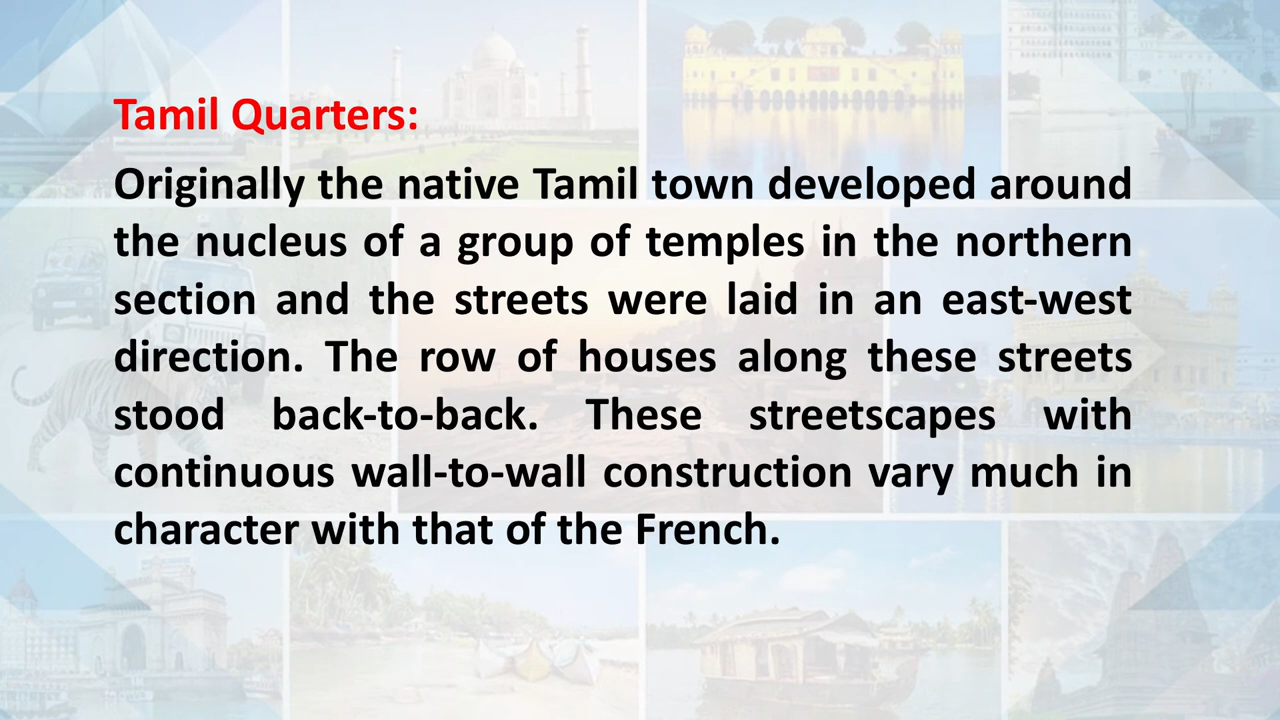 Tamil Quarters:
Originally the native Tamil town developed around
the nucleus of a group of temples in the northern
section and the streets were laid in an east-west
direction. The row of houses along these streets
stood back-to-back. These streetscapes with
continuous wall-to-wall construction vary much in
character with that of the French.